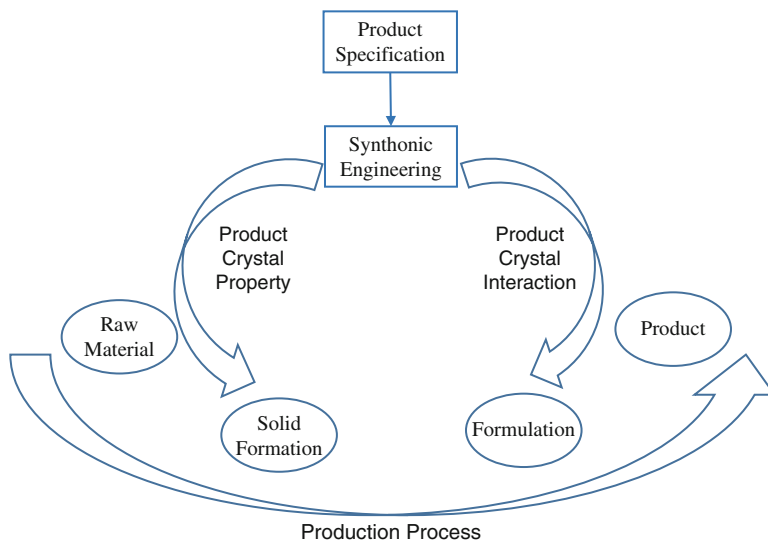 Product
Specification
Synthonic
Engineering
Product
Crystal
Property
Product
Crystal
Interaction
Raw
Material
Product
Solid
Formation
Formulation
Production Process